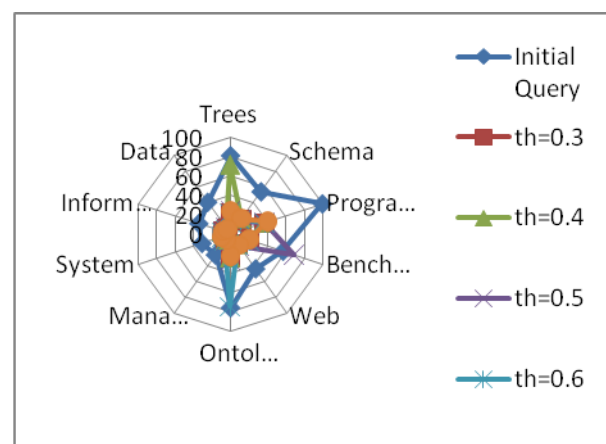 Trees
Schema
Progra...
Bench...
Web
Ontol...
Mana...
System
Inform...
Data
100
80
60
40
20
0
Initial
Query
th=0.3
th=0.4
th=0.5
th=0.6